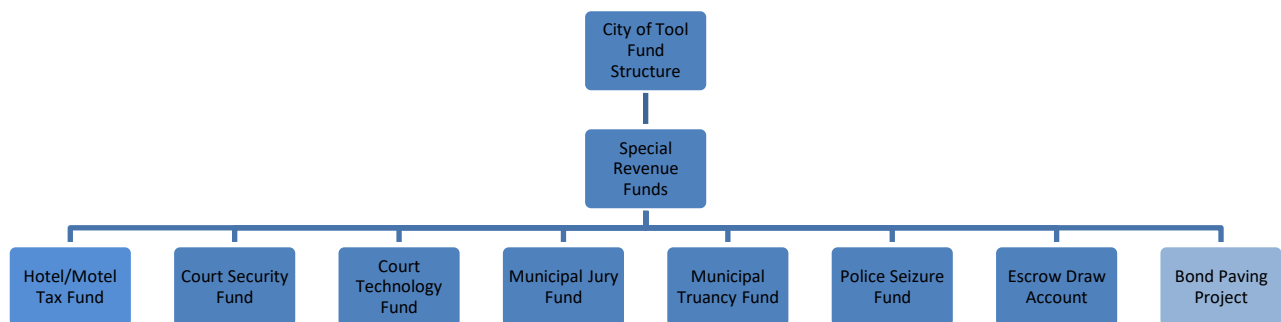 City of Tool
Fund
Structure
Special
Revenue
Funds
Hotel/Motel
Tax Fund
Court Security
Fund
Court
Technology
Fund
Municipal Jury
Fund
Municipal
Truancy Fund
Police Seizure
Fund
Escrow Draw
Account
Bond Paving
Project